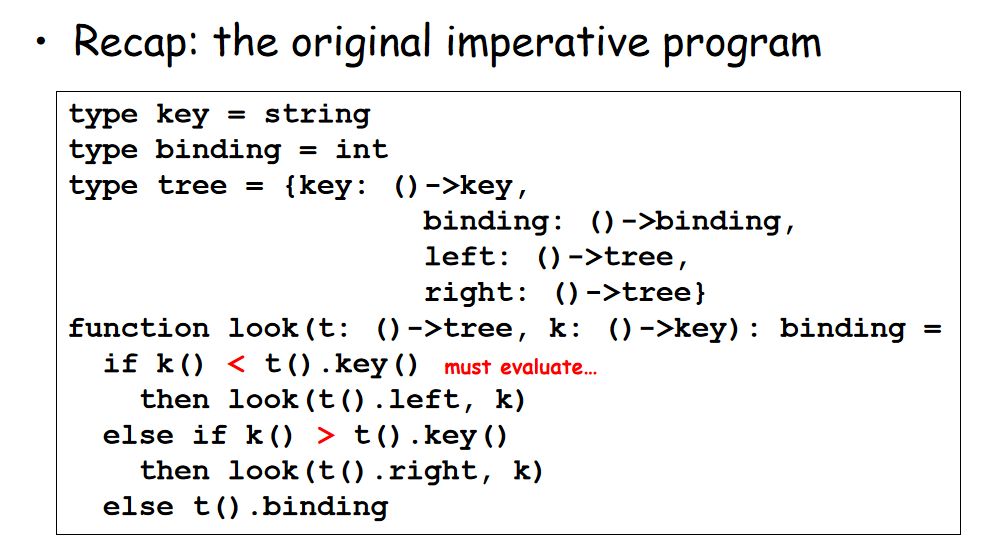 • Recap: the original imperative program
type key = string
type binding = int
type tree = {key: ()->key,
binding: ()->binding,
left: ()->tree,
right: ()->tree}
function look(t: ()->tree, k: ()->key): binding =
if k() < t().key() must evaluate…
then look(t().left, k)
else if k() > t().key()
then look(t().right, k)
else t().binding